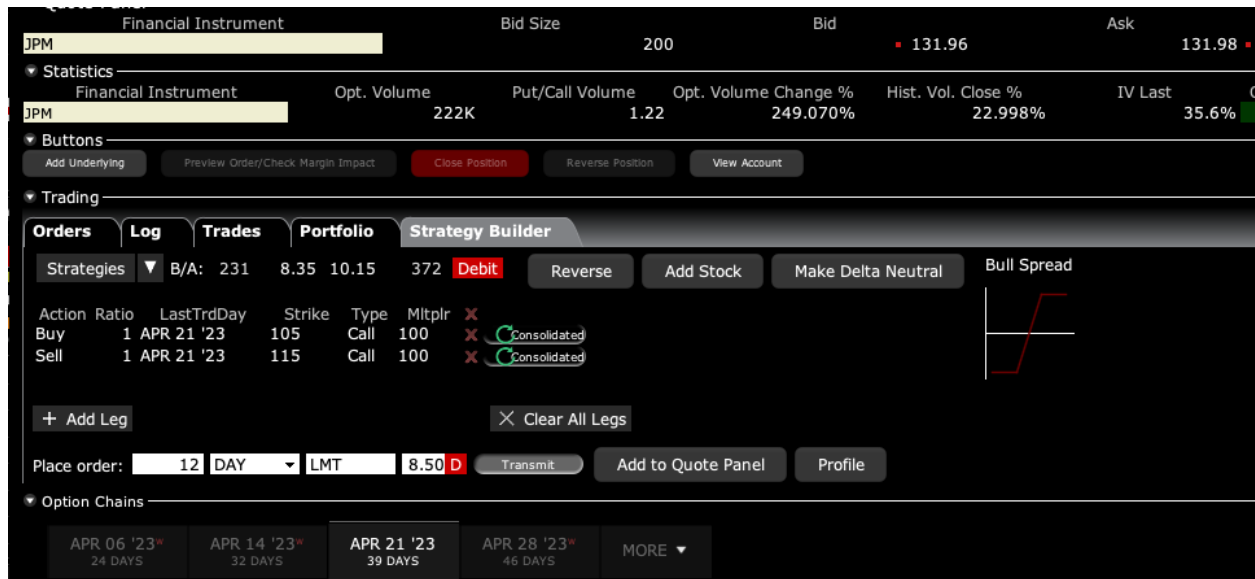 Quote Panel
Financial Instrument Bid Size Bid Ask
JPM 200 131.96 131.98
Statistics
Financial Instrument Opt. Volume Put/Call Volume Opt. Volume Change % Hist. Vol. Close % IV Last
JPM 222K 1.22 249.070% 22.998% 35.6%
Buttons
Add Underlying Preview Order/Check Margin Impact Close Position Reverse Position View Account
Trading
Orders Log Trades Portfolio Strategy Builder
Strategies ▼ B/A: 231 8.35 10.15 372 Debit Reverse Add Stock Make Delta Neutral Bull Spread
Action Ratio LastTrdDay Strike Type Mltplr X
Buy 1 APR 21 '23 105 Call 100 X Consolidated
Sell 1 APR 21 '23 115 Call 100 X Consolidated
+ Add Leg X Clear All Legs
Place order: 12 DAY LMT 8.50 D Transmit Add to Quote Panel Profile
Option Chains
APR 06 '23w APR 14 '23w APR 21 '23 APR 28 '23w MORE ▼
24 DAYS 32 DAYS 39 DAYS 46 DAYS